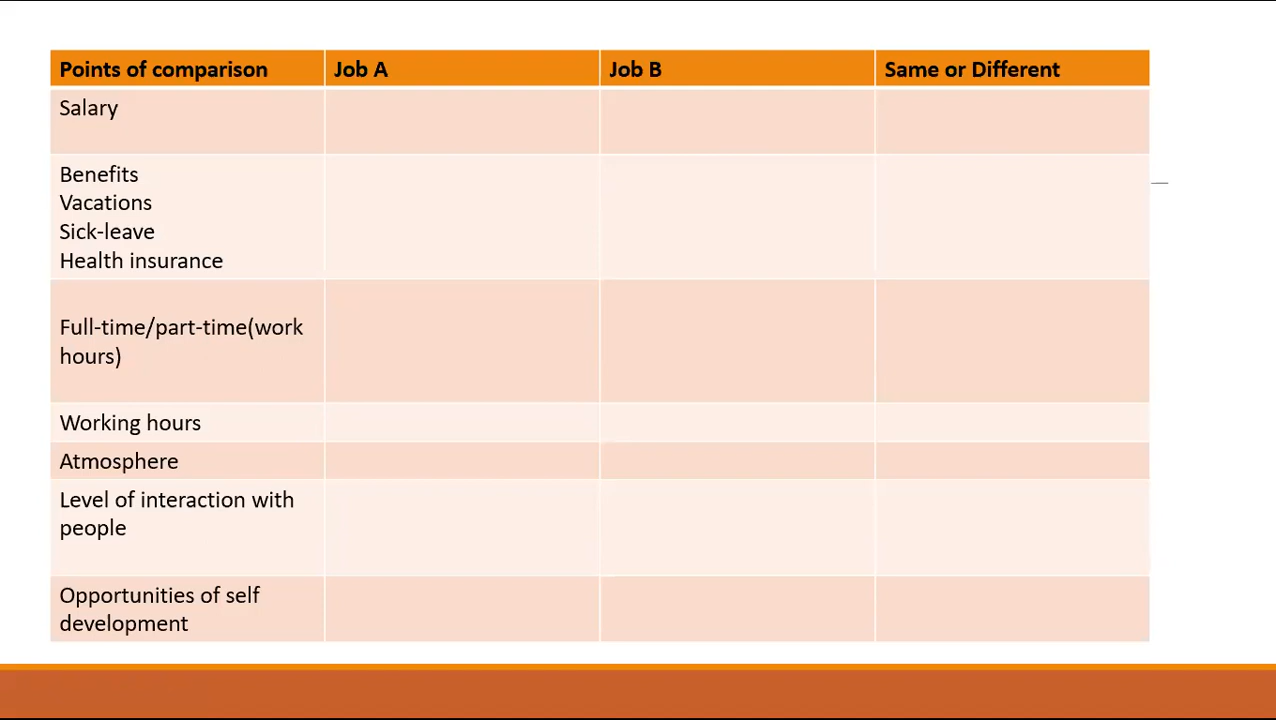 Points of comparison Job A Job B Same or Different
Salary
Benefits
Vacations
Sick-leave
Health insurance
Full-time/part-time(work
hours)
Working hours
Atmosphere
Level of interaction with
people
Opportunities of self
development